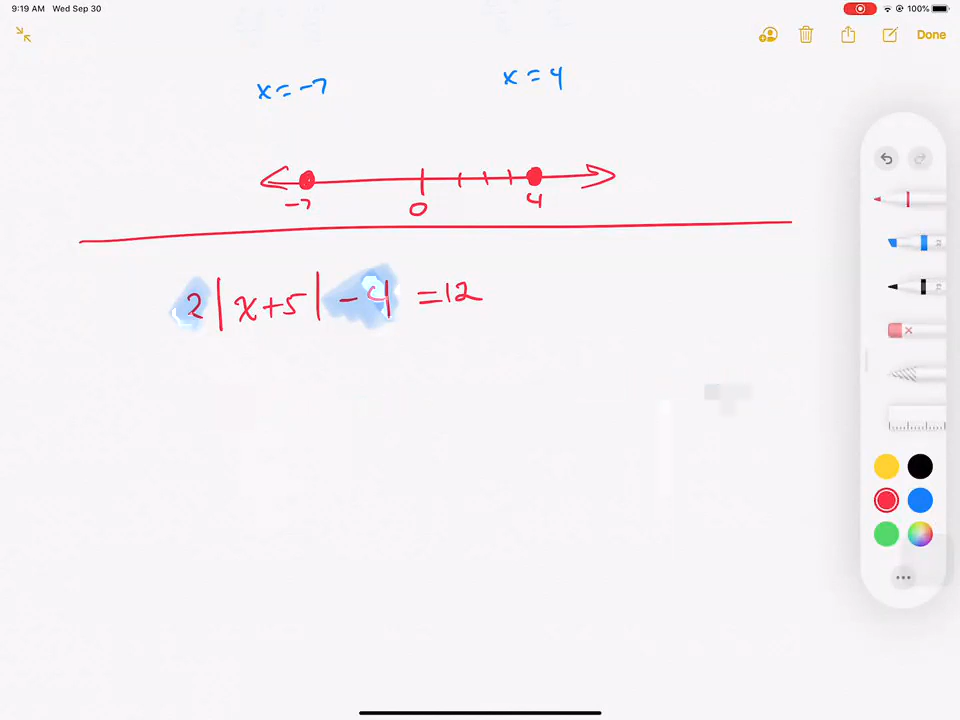 9:19 AM Wed Sep 30 100%
Done
x = -7 x = 4
-7 0 4
2|x+5| -4 = 12